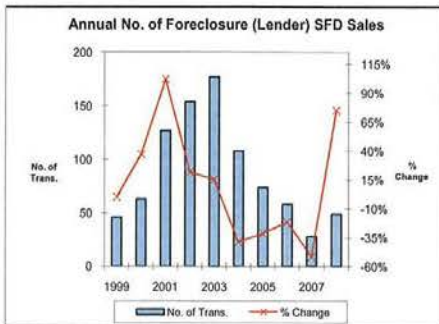 Annual No. of Foreclosure (Lender) SFD Sales
200
150
100
50
0
No. of
Trans.
115%
90%
65%
40%
15%
-10%
-35%
-60%
%
Change
1999 2001 2003 2005 2007
No. of Trans. % Change